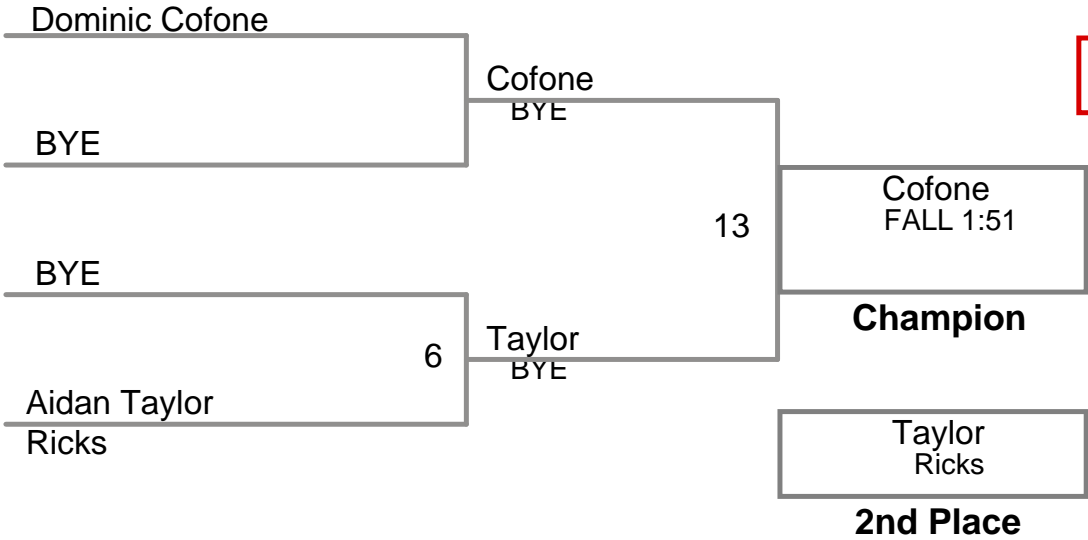 Dominic Cofone
Cofone
BYE
BYE
Cofone
FALL 1:51
13
BYE
Champion
Taylor
BYE
6
Aidan Taylor
Ricks
Taylor
Ricks
2nd Place